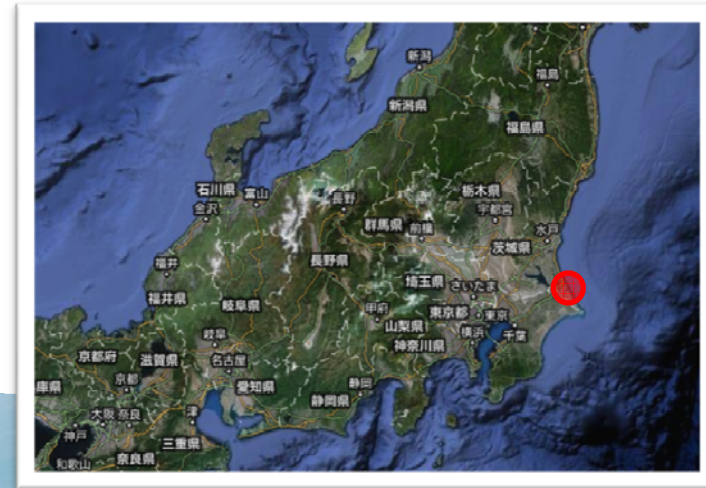 新潟
福島
新潟県
福島県
石川県
富山
金沢
長野
栃木県
宇都宮
群馬県
前橋
水戸
茨城県
福井
長野県
埼玉県
さいたま
福井県
岐阜県
甲府
東京都
東京
山梨県
千葉
岐阜
横浜
神奈川県
京都府
滋賀県
名古屋
庫県
京都
愛知県
静岡
静岡県
大阪
奈良
津
神戸
三重県
奈良県
和歌山